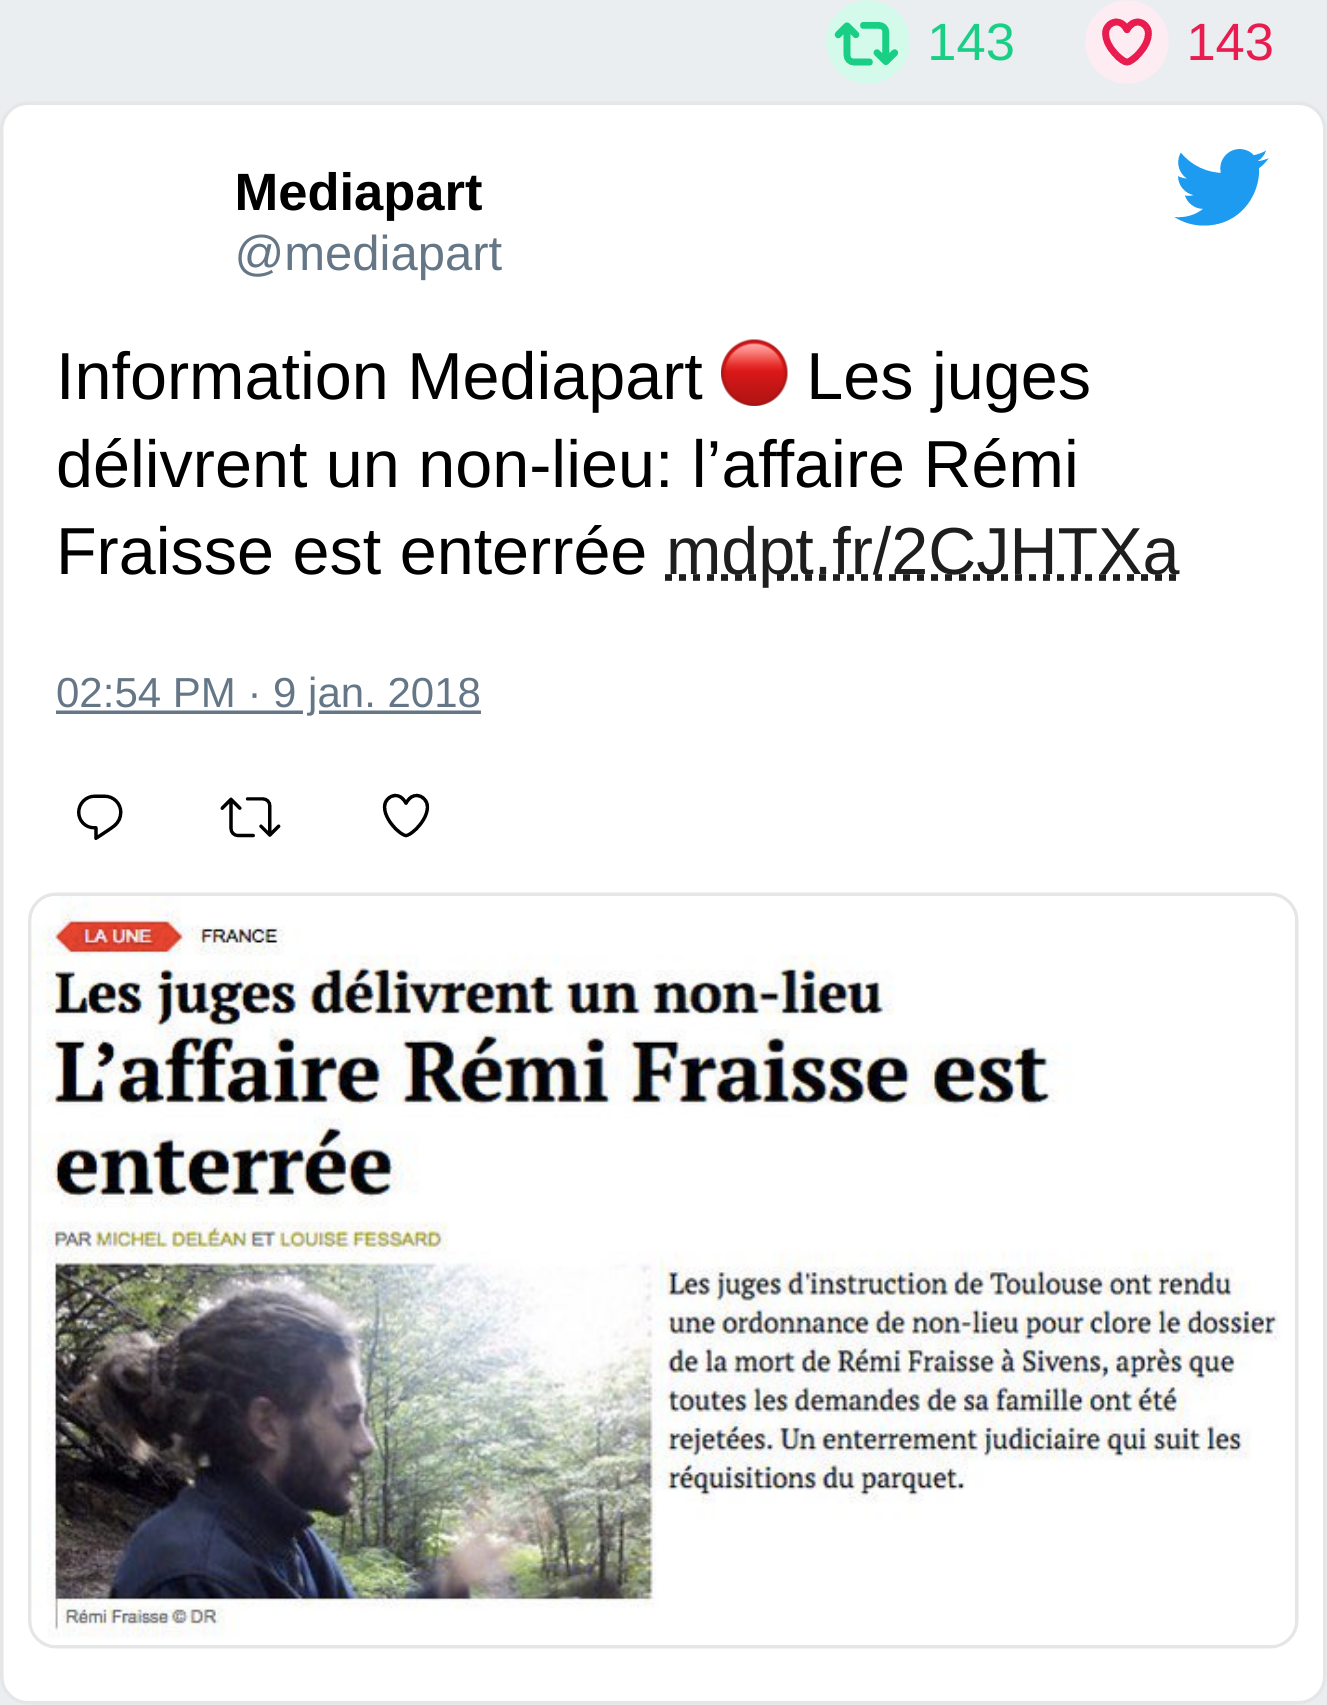 143 143
Mediapart
@mediapart
Information Mediapart 🔴 Les juges
délivrent un non-lieu: l’affaire Rémi
Fraisse est enterrée mdpt.fr/2CJHTXa
02:54 PM · 9 jan. 2018
LA UNE FRANCE
Les juges délivrent un non-lieu
L’affaire Rémi Fraisse est
enterrée
PAR MICHEL DELÉAN ET LOUISE FESSARD
Les juges d'instruction de Toulouse ont rendu
une ordonnance de non-lieu pour clore le dossier
de la mort de Rémi Fraisse à Sivens, après que
toutes les demandes de sa famille ont été
rejetées. Un enterrement judiciaire qui suit les
réquisitions du parquet.
Rémi Fraisse © DR